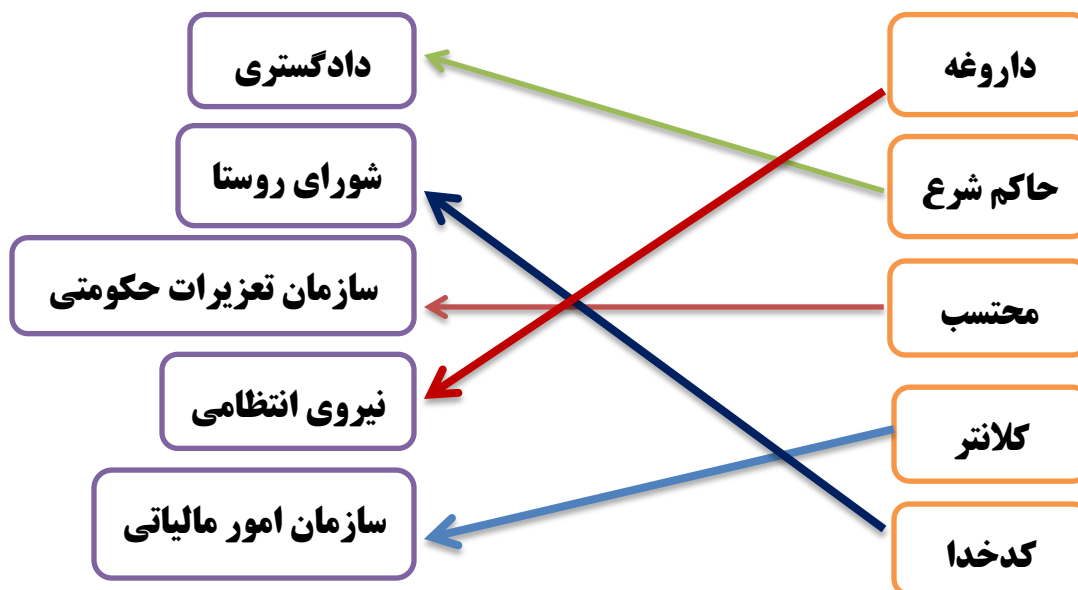 داروغه
حاکم شرع
محتسب
کلانتر
کدخدا
دادگستری
شورای روستا
سازمان تعزیرات حکومتی
نیروی انتظامی
سازمان امور مالیاتی